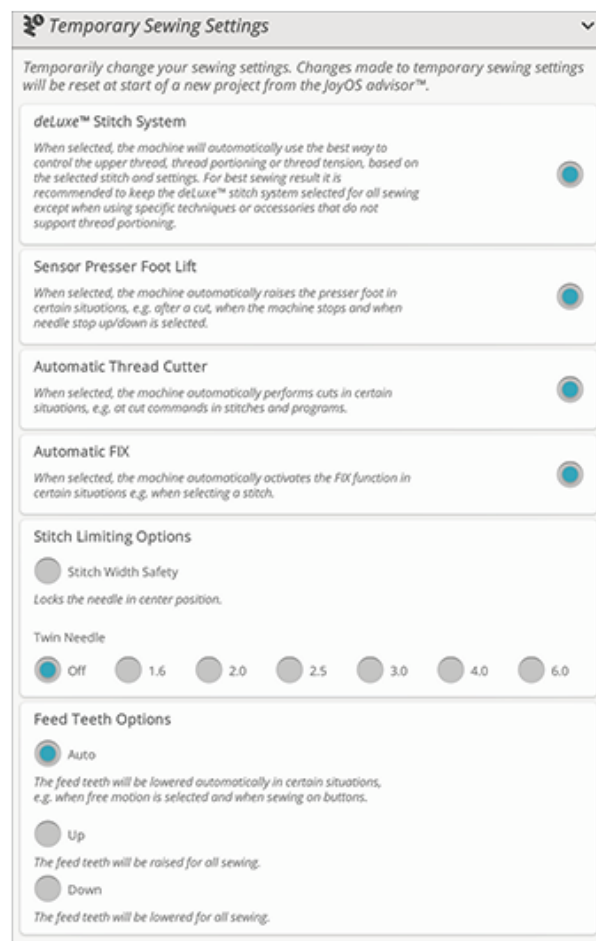 Temporary Sewing Settings
Temporarily change your sewing settings. Changes made to temporary sewing settings
will be reset at start of a new project from the JoyOS advisor™.
deLuxe™ Stitch System
When selected, the machine will automatically use the best way to
control the upper thread, thread portioning or thread tension, based on
the selected stitch and settings. For best sewing result it is
recommended to keep the deLuxe™ stitch system selected for all sewing
except when using specific techniques or accessories that do not
support thread portioning.
Sensor Presser Foot Lift
When selected, the machine automatically raises the presser foot in
certain situations, e.g. after a cut, when the machine stops and when
needle stop up/down is selected.
Automatic Thread Cutter
When selected, the machine automatically performs cuts in certain
situations, e.g. at cut commands in stitches and programs.
Automatic FIX
When selected, the machine automatically activates the FIX function in
certain situations e.g. when selecting a stitch.
Stitch Limiting Options
Stitch Width Safety
Locks the needle in center position.
Twin Needle
Off 1.6 2.0 2.5 3.0 4.0 6.0
Feed Teeth Options
Auto
The feed teeth will be lowered automatically in certain situations,
e.g. when free motion is selected and when sewing on buttons.
Up
The feed teeth will be raised for all sewing.
Down
The feed teeth will be lowered for all sewing.